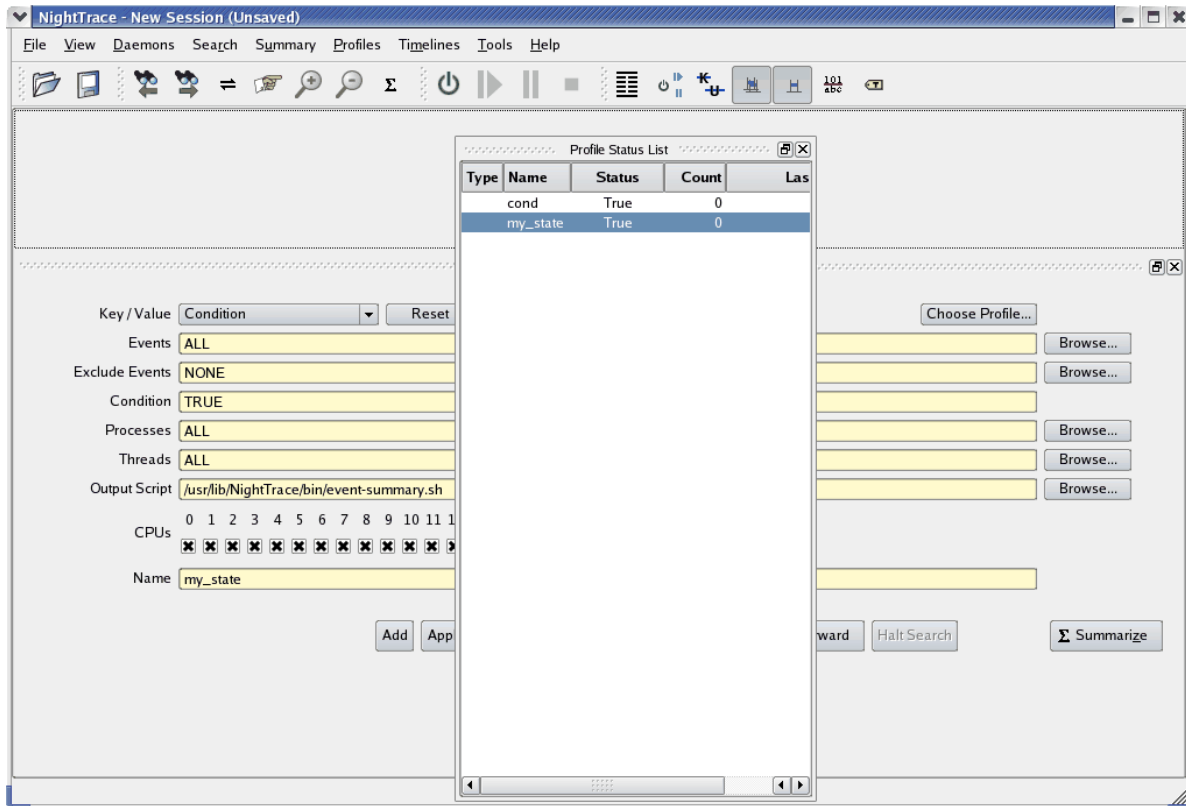 NightTrace - New Session (Unsaved)
File View Daemons Search Summary Profiles Timelines Tools Help
Profile Status List
Type Name Status Count Las
cond True 0
my_state True 0
Key / Value Condition Reset Choose Profile...
Events ALL Browse...
Exclude Events NONE Browse...
Condition TRUE
Processes ALL Browse...
Threads ALL Browse...
Output Script /usr/lib/NightTrace/bin/event-summary.sh Browse...
0 1 2 3 4 5 6 7 8 9 10 11 1
CPUs
Name my_state
Add App ward Halt Search Σ Summarize